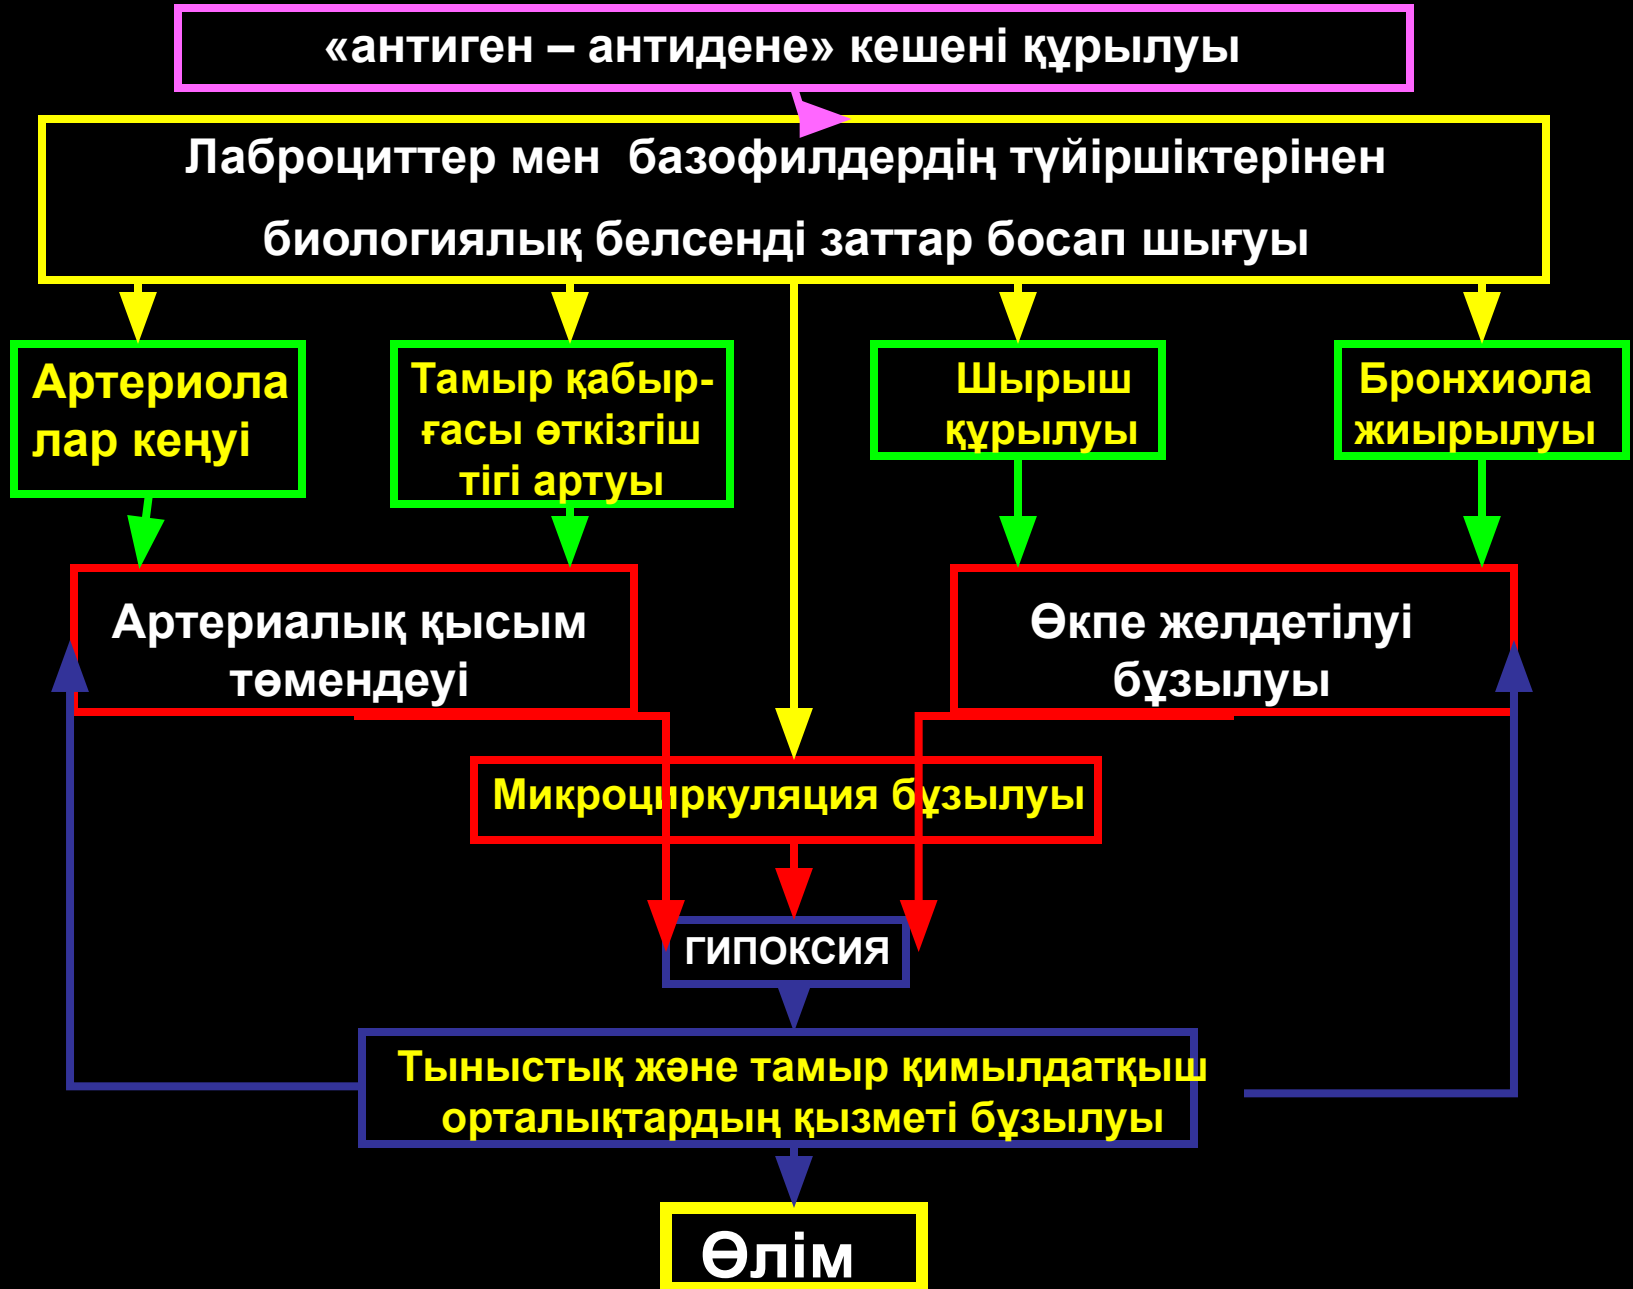 «антиген – антидене» кешені құрылуы
Лаброциттер мен базофилдердің түйіршіктерінен
биологиялық белсенді заттар босап шығуы
Артериола
лар кеңуі
Тамыр қабыр-
ғасы өткізгіш
тігі артуы
Шырыш
құрылуы
Бронхиола
жиырылуы
Артериалық қысым
төмендеуі
Өкпе желдетілуі
бұзылуы
Микроциркуляция бұзылуы
ГИПОКСИЯ
Тыныстық және тамыр қимылдатқыш
орталықтардың қызметі бұзылуы
Өлім